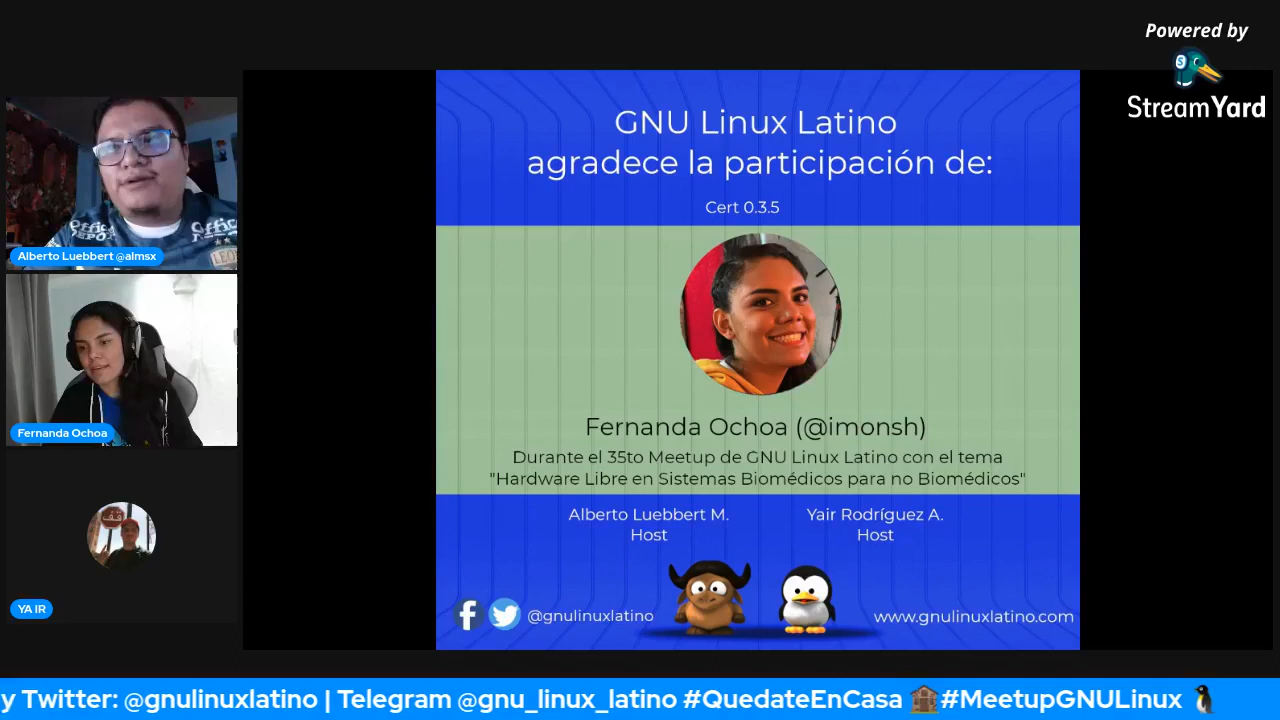 Powered by
StreamYard
GNU Linux Latino
agradece la participación de:
Cert 0.3.5
Alberto Luebbert @almsx
Fernanda Ochoa
YA IR
Fernanda Ochoa (@imonsh)
Durante el 35to Meetup de GNU Linux Latino con el tema
"Hardware Libre en Sistemas Biomédicos para no Biomédicos"
Alberto Luebbert M.
Host
Yair Rodríguez A.
Host
@gnulinuxlatino
www.gnulinuxlatino.com
y Twitter: @gnulinuxlatino | Telegram @gnu_linux_latino #QuedateEnCasa 🏚️#MeetupGNULinux 🐧